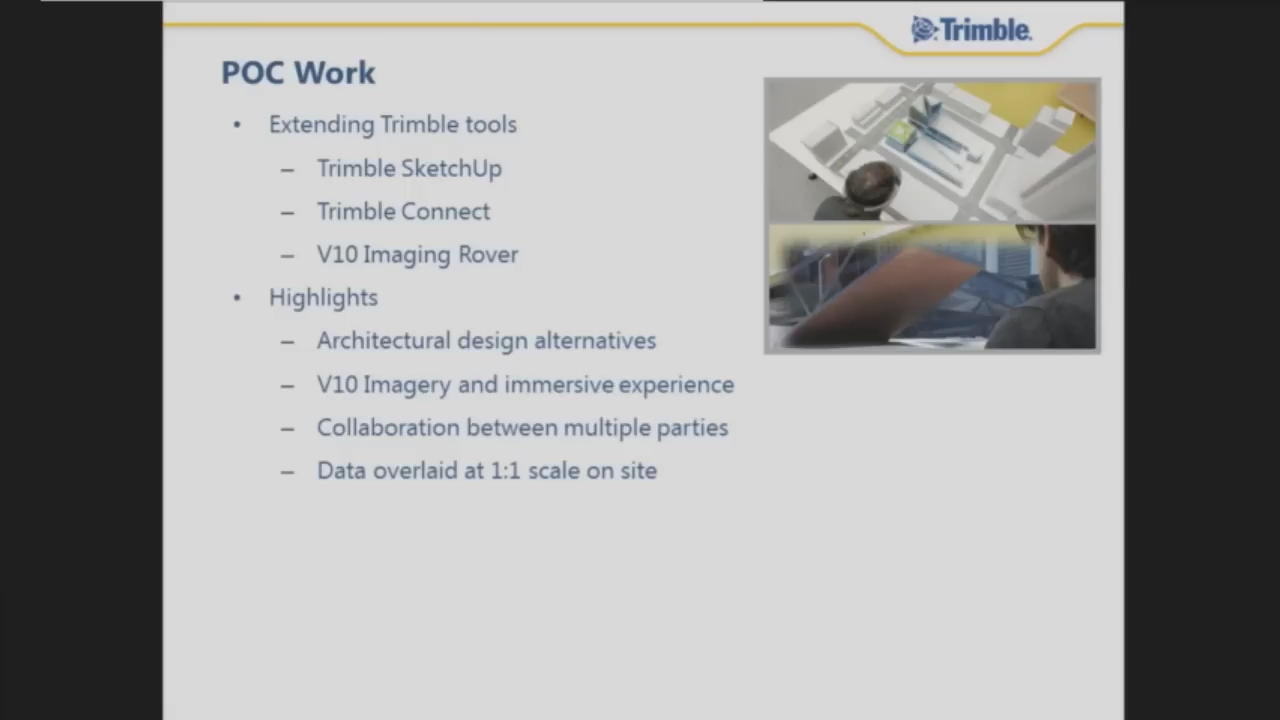 Trimble.
POC Work
• Extending Trimble tools
– Trimble SketchUp
– Trimble Connect
– V10 Imaging Rover
• Highlights
– Architectural design alternatives
– V10 Imagery and immersive experience
– Collaboration between multiple parties
– Data overlaid at 1:1 scale on site